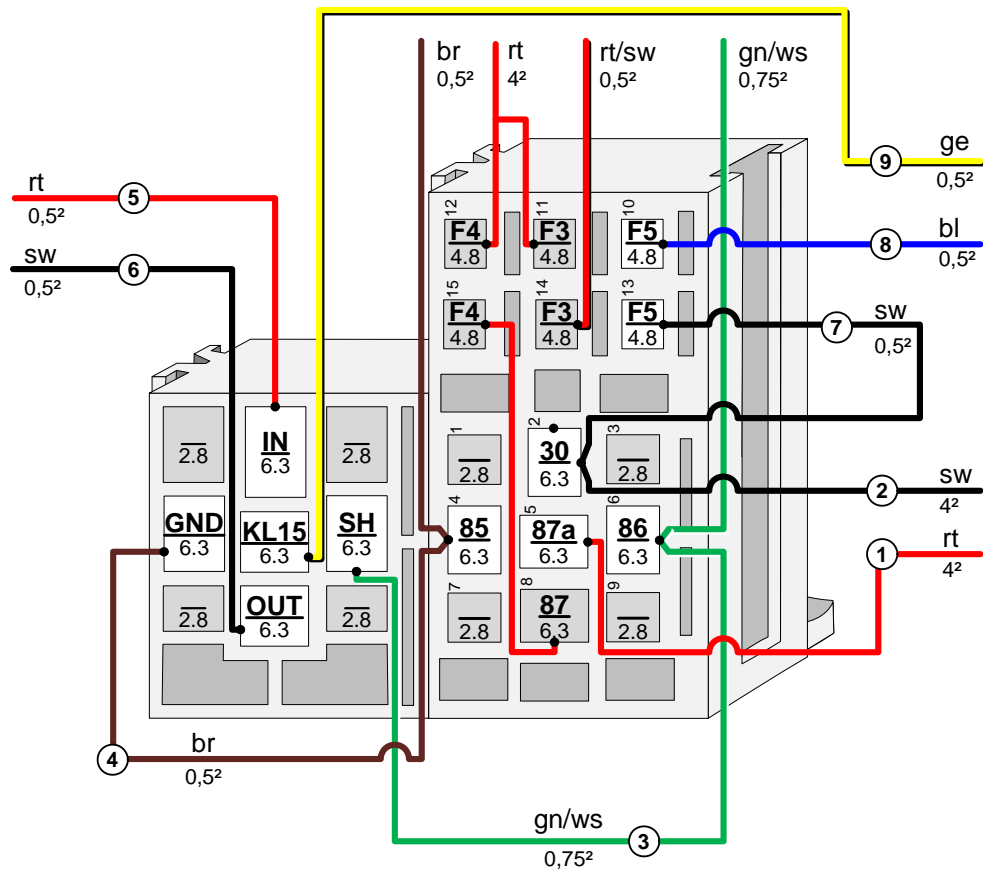 br
0,5²
rt
4²
rt/sw
0,5²
gn/ws
0,75²
9
ge
0,5²
rt
5
0,5²
sw
6
0,5²
12
F4
4.8
11
F3
4.8
10
F5
4.8
8
bl
0,5²
15
F4
4.8
14
F3
4.8
13
F5
4.8
7
sw
0,5²
2.8
IN
6.3
2.8
1
2.8
2
30
6.3
3
2.8
2
sw
4²
GND
6.3
KL15
6.3
SH
6.3
4
85
6.3
5
87a
6.3
6
86
6.3
1
rt
4²
2.8
OUT
6.3
2.8
7
2.8
8
87
6.3
9
2.8
4
br
0,5²
gn/ws
3
0,75²